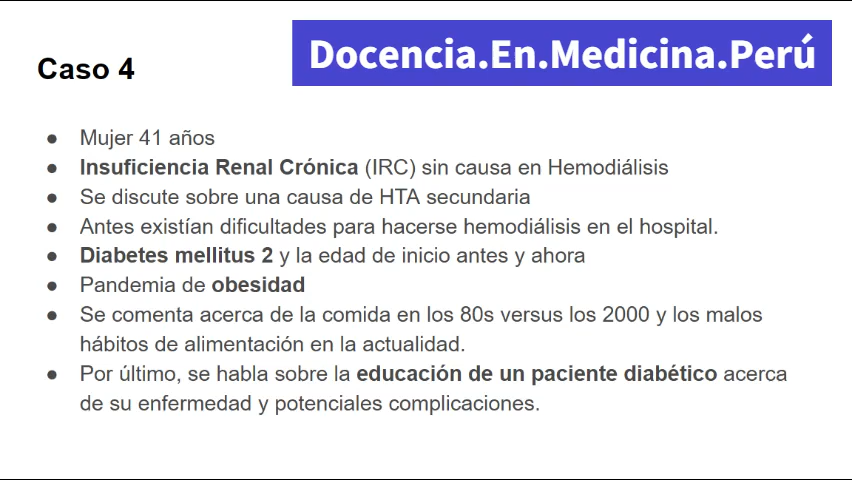 Docencia.En.Medicina.Perú
Caso 4
● Mujer 41 años
● Insuficiencia Renal Crónica (IRC) sin causa en Hemodiálisis
● Se discute sobre una causa de HTA secundaria
● Antes existían dificultades para hacerse hemodiálisis en el hospital.
● Diabetes mellitus 2 y la edad de inicio antes y ahora
● Pandemia de obesidad
● Se comenta acerca de la comida en los 80s versus los 2000 y los malos
hábitos de alimentación en la actualidad.
● Por último, se habla sobre la educación de un paciente diabético acerca
de su enfermedad y potenciales complicaciones.